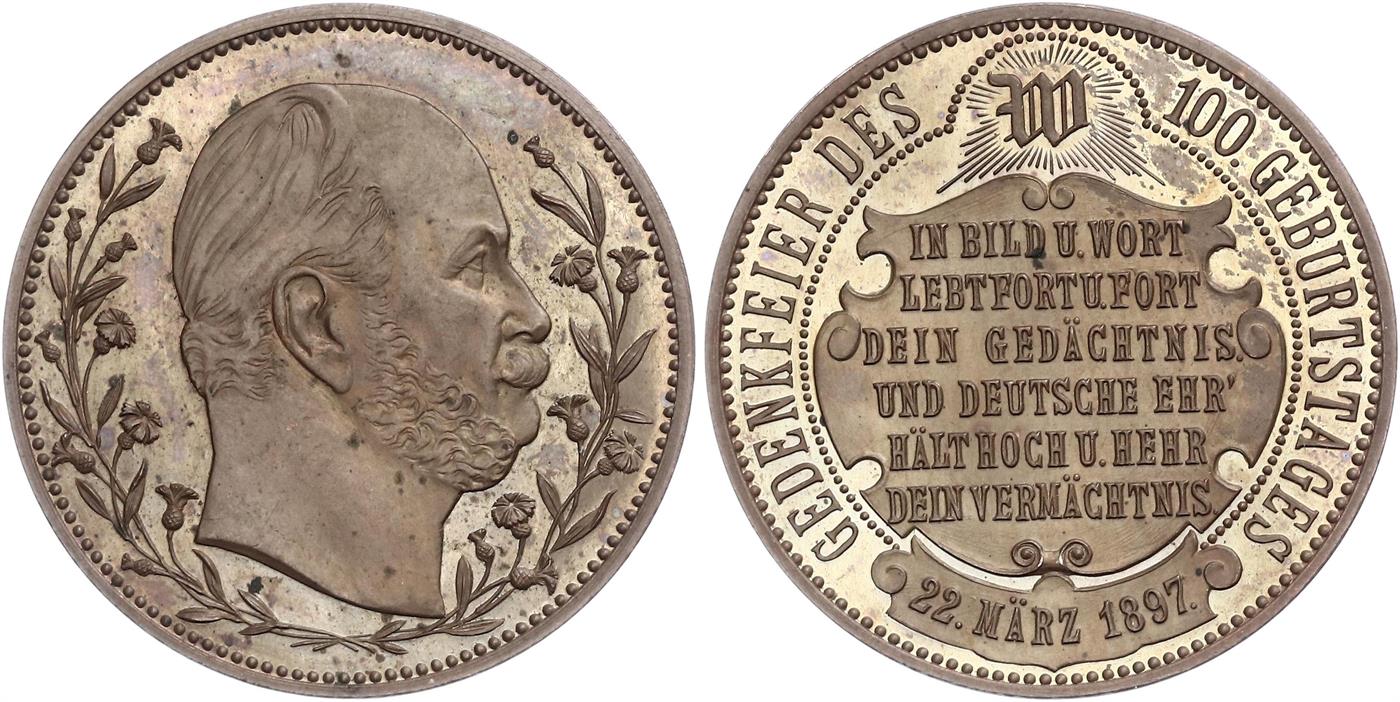 GEDENKFEIER DES 100. GEBURTSTAGES
W
IN BILD U. WORT
LEBT FORT U. FORT
DEIN GEDÄCHTNIS.
UND DEUTSCHE EHR'
HÄLT HOCH U. HEHR
DEIN VERMÄCHTNIS.
22. MÄRZ 1897.